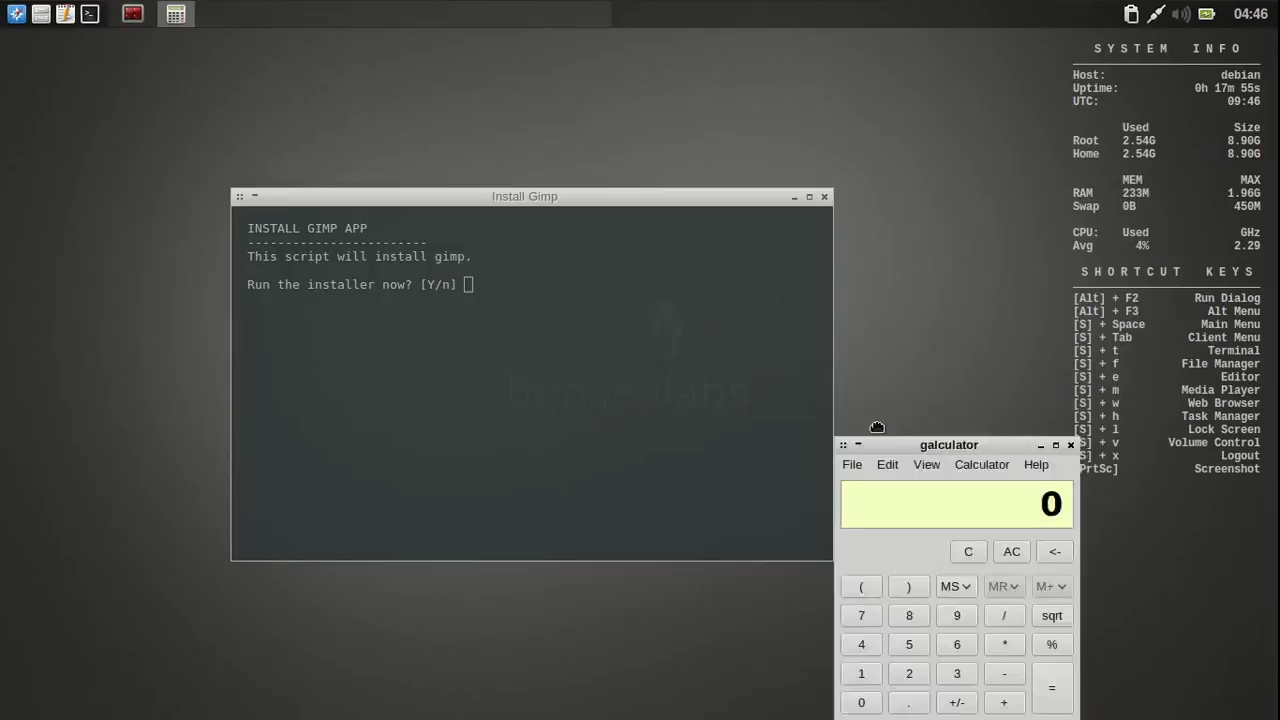 04:46
SYSTEM INFO
Host: debian
Uptime: 0h 17m 55s
UTC: 09:46
Used Size
Root 2.54G 8.90G
Home 2.54G 8.90G
MEM MAX
RAM 233M 1.96G
Swap 0B 450M
CPU: Used GHz
Avg 4% 2.29
SHORTCUT KEYS
[Alt] + F2 Run Dialog
[Alt] + F3 Alt Menu
[S] + Space Main Menu
[S] + Tab Client Menu
[S] + t Terminal
[S] + f File Manager
[S] + e Editor
[S] + m Media Player
[S] + w Web Browser
[S] + h Task Manager
[S] + l Lock Screen
S] + v Volume Control
S] + x Logout
PrtSc] Screenshot
Install Gimp
INSTALL GIMP APP
------------------------
This script will install gimp.
Run the installer now? [Y/n]
bunsenlabs
galculator
File Edit View Calculator Help
0
C AC <-
( ) MS MR M+
7 8 9 / sqrt
4 5 6 * %
1 2 3 - =
0 . +/- +